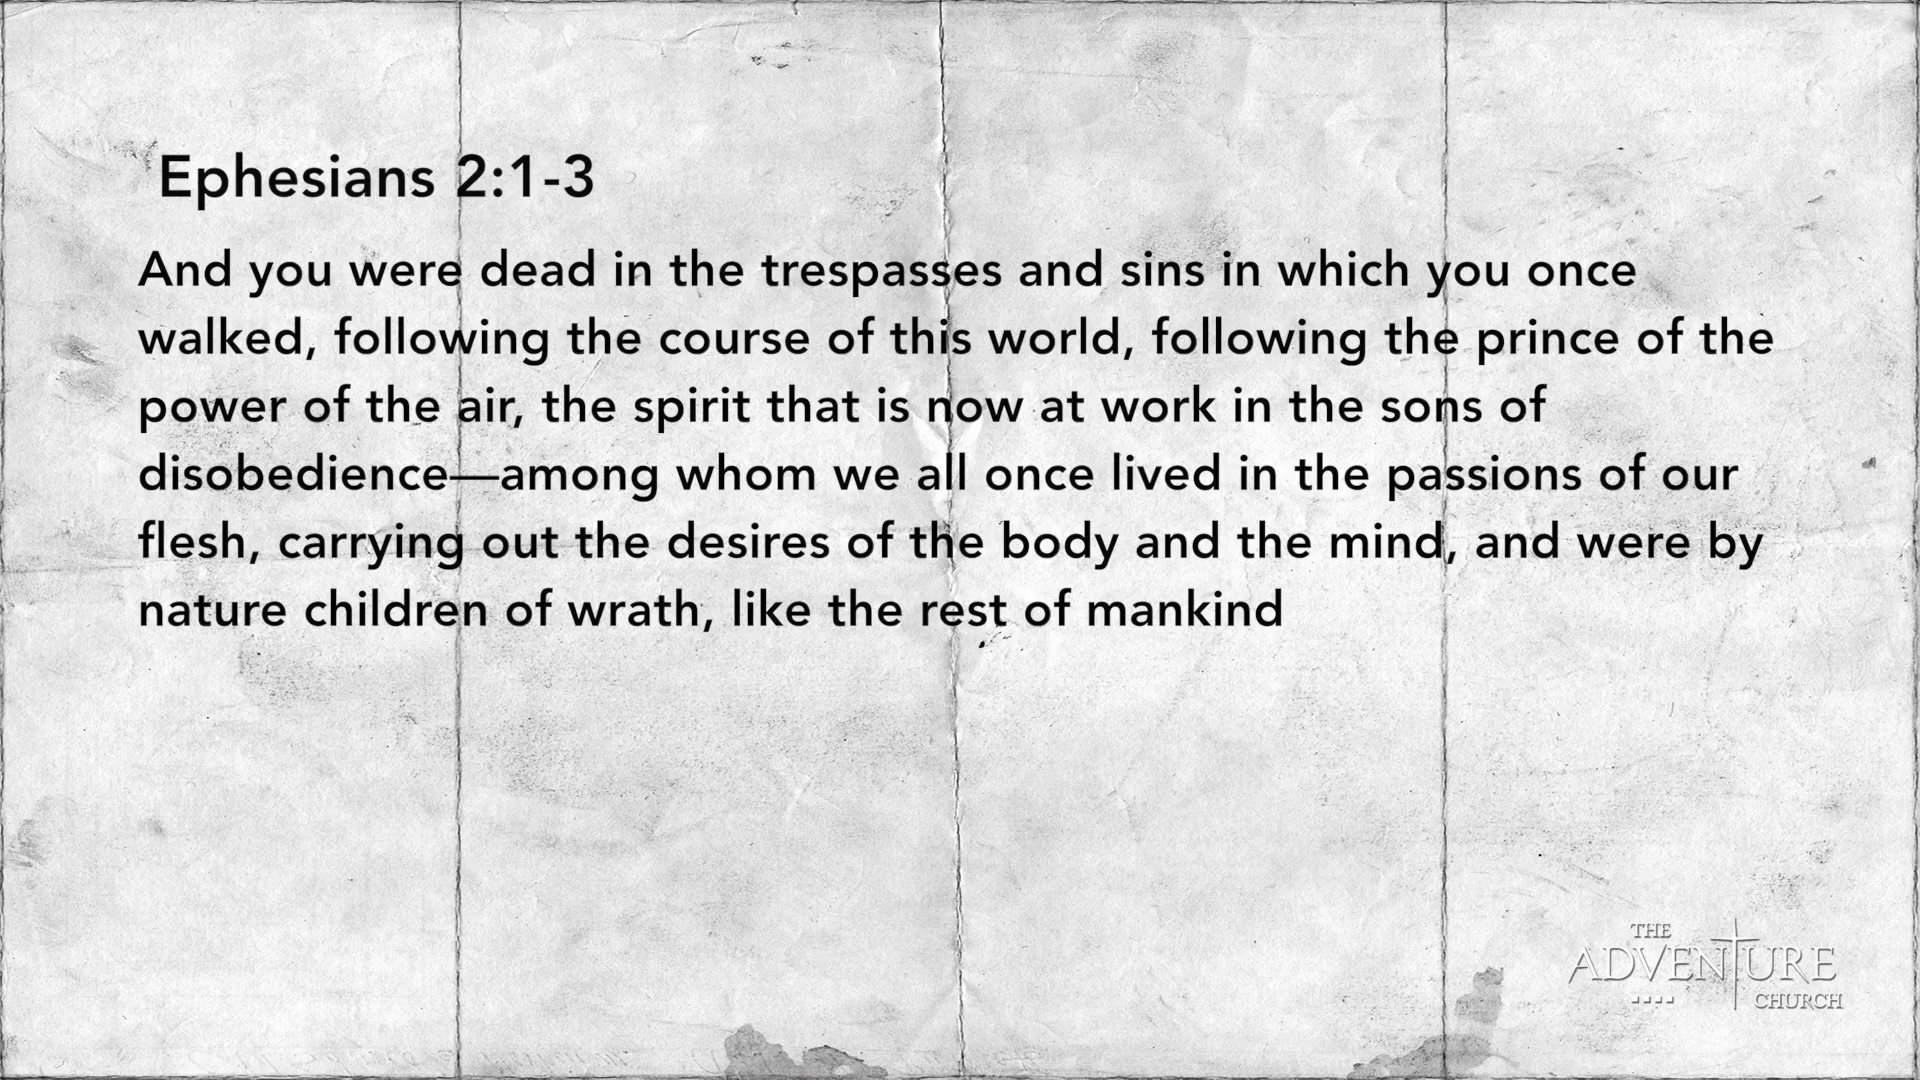 Ephesians 2:1-3
And you were dead in the trespasses and sins in which you once
walked, following the course of this world, following the prince of the
power of the air, the spirit that is now at work in the sons of
disobedience—among whom we all once lived in the passions of our
flesh, carrying out the desires of the body and the mind, and were by
nature children of wrath, like the rest of mankind
THE
ADVENTURE
CHURCH